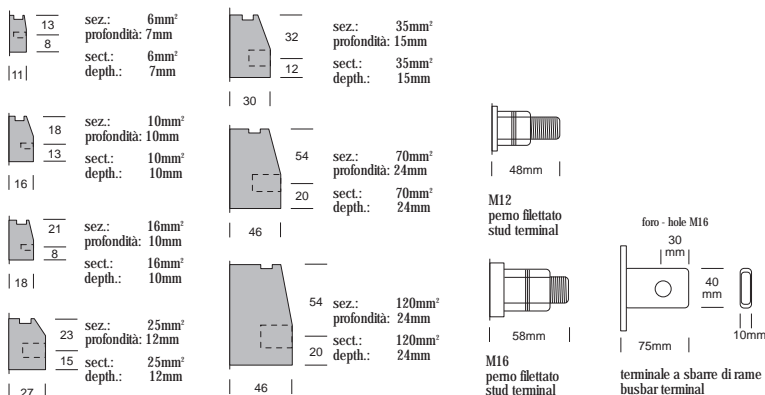 13
8
11
sez.: 6mm²
profondità: 7mm
sect.: 6mm²
depth.: 7mm
18
13
16
sez.: 10mm²
profondità: 10mm
sect.: 10mm²
depth.: 10mm
21
8
18
sez.: 16mm²
profondità: 10mm
sect.: 16mm²
depth.: 10mm
23
15
27
sez.: 25mm²
profondità: 12mm
sect.: 25mm²
depth.: 12mm
32
12
30
sez.: 35mm²
profondità: 15mm
sect.: 35mm²
depth.: 15mm
54
20
46
sez.: 70mm²
profondità: 24mm
sect.: 70mm²
depth.: 24mm
54
20
46
sez.: 120mm²
profondità: 24mm
sect.: 120mm²
depth.: 24mm
48mm
M12
perno filettato
stud terminal
58mm
M16
perno filettato
stud terminal
foro - hole M16
30
mm
40
mm
75mm
10mm
terminale a sbarre di rame
busbar terminal